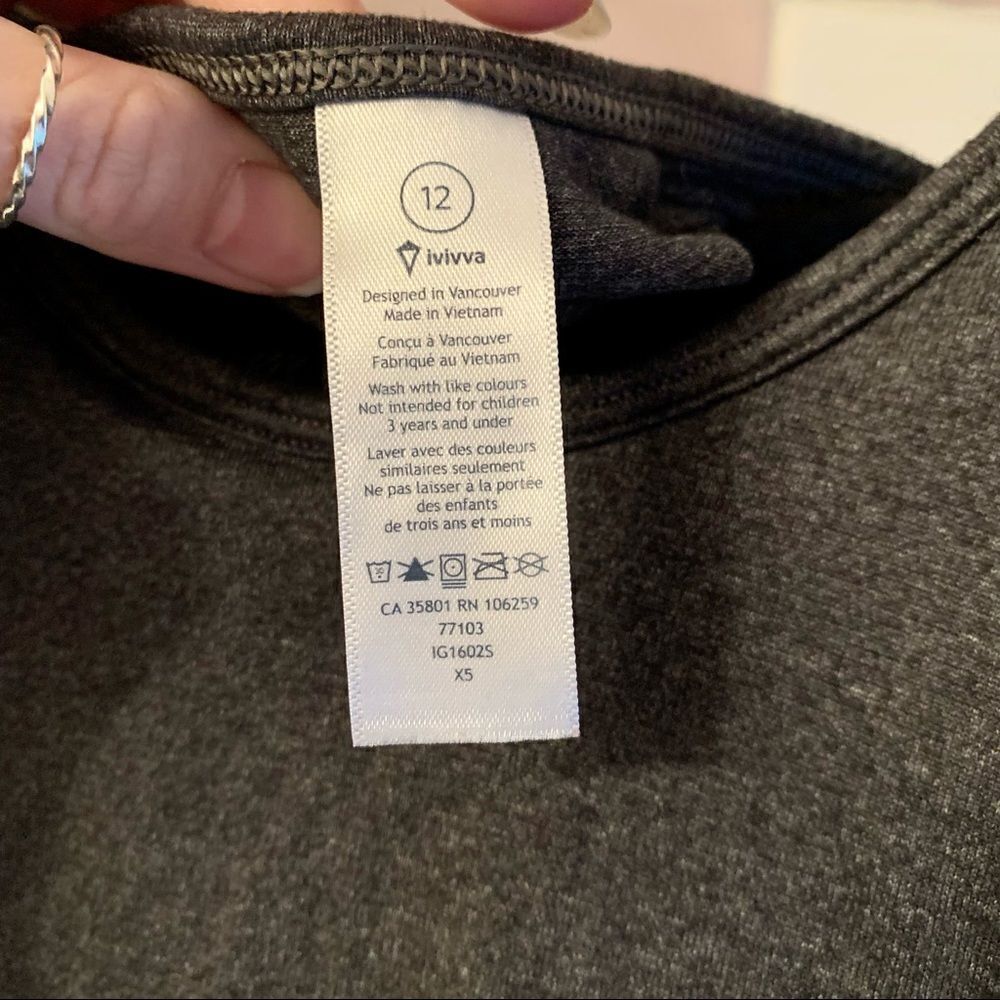 12
ivivva
Designed in Vancouver
Made in Vietnam
Conçu à Vancouver
Fabriqué au Vietnam
Wash with like colours
Not intended for children
3 years and under
Laver avec des couleurs
similaires seulement
Ne pas laisser à la portée
des enfants
de trois ans et moins
CA 35801 RN 106259
77103
IG1602S
X5